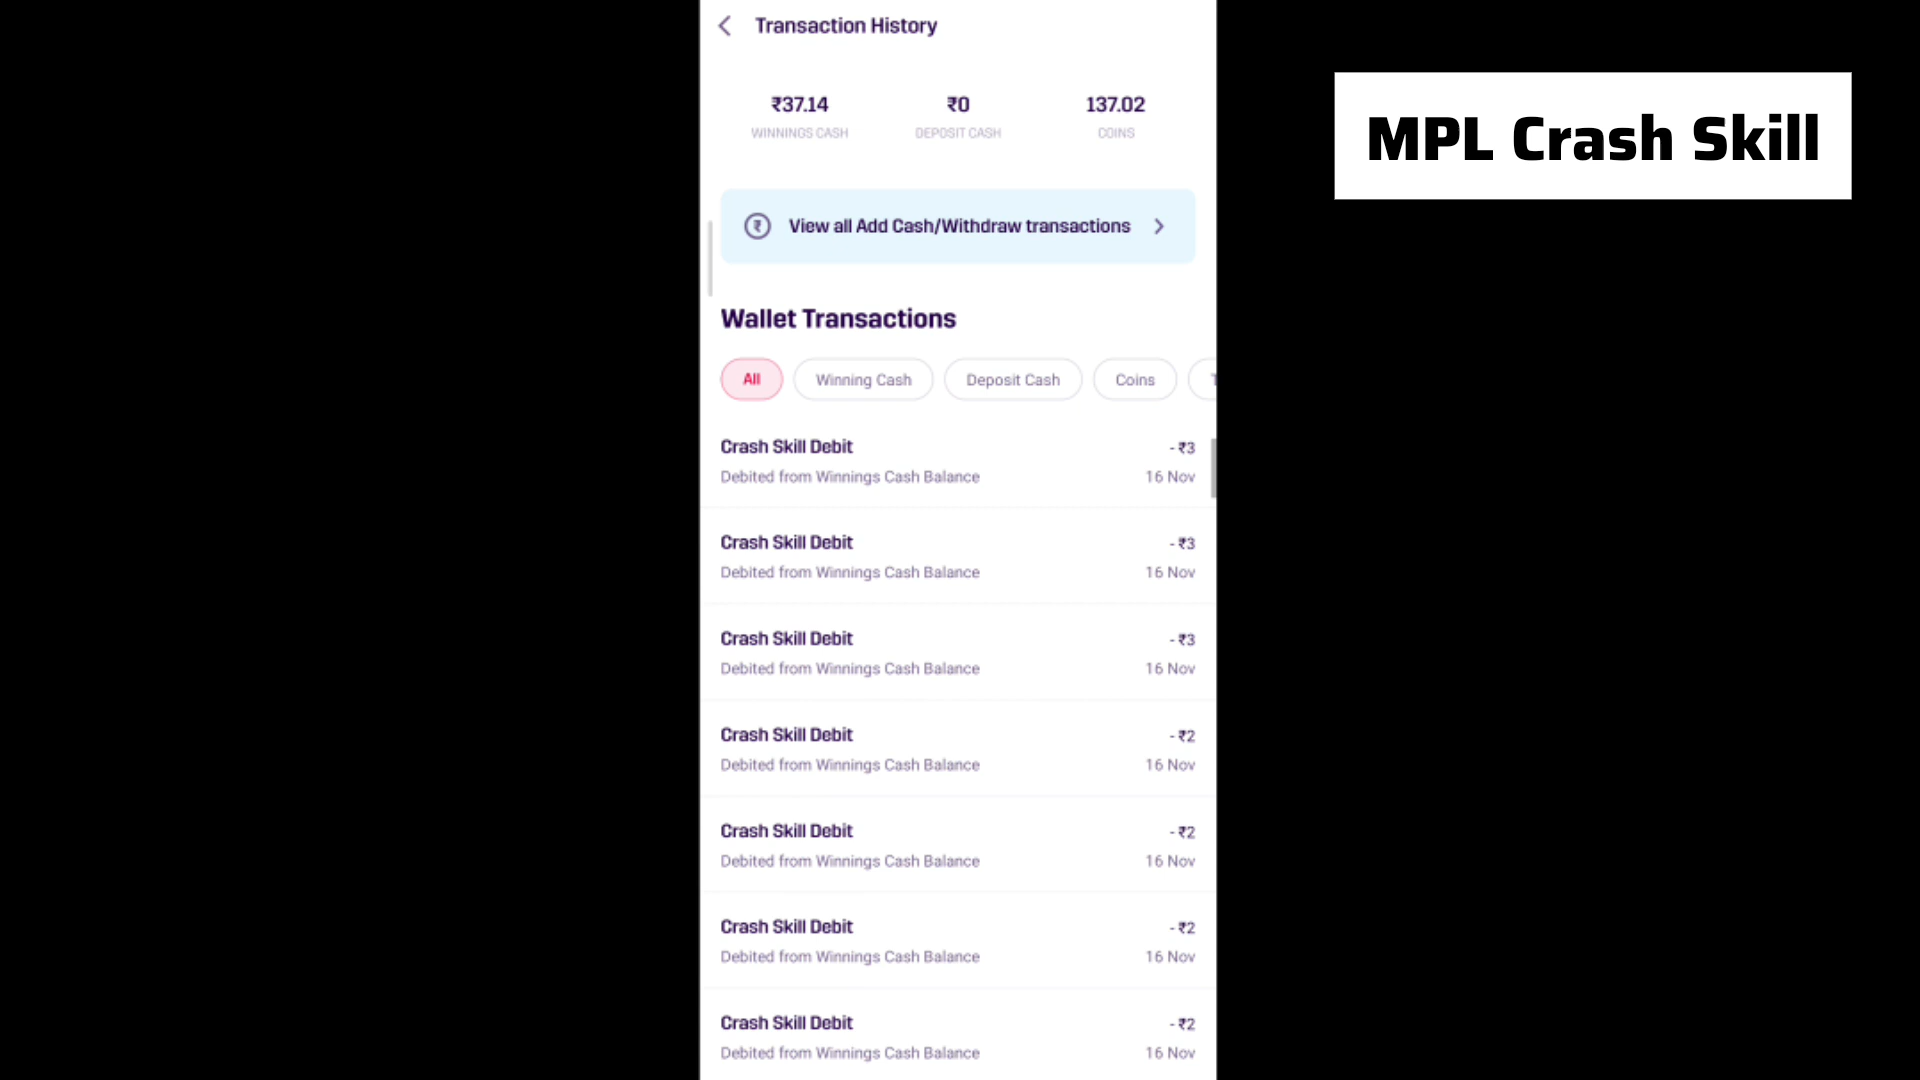 Transaction History
MPL Crash Skill
₹37.14 ₹0 137.02
WINNINGS CASH DEPOSIT CASH COINS
₹ View all Add Cash/Withdraw transactions
Wallet Transactions
All Winning Cash Deposit Cash Coins
Crash Skill Debit - ₹3
Debited from Winnings Cash Balance 16 Nov
Crash Skill Debit - ₹3
Debited from Winnings Cash Balance 16 Nov
Crash Skill Debit - ₹3
Debited from Winnings Cash Balance 16 Nov
Crash Skill Debit - ₹2
Debited from Winnings Cash Balance 16 Nov
Crash Skill Debit - ₹2
Debited from Winnings Cash Balance 16 Nov
Crash Skill Debit - ₹2
Debited from Winnings Cash Balance 16 Nov
Crash Skill Debit - ₹2
Debited from Winnings Cash Balance 16 Nov